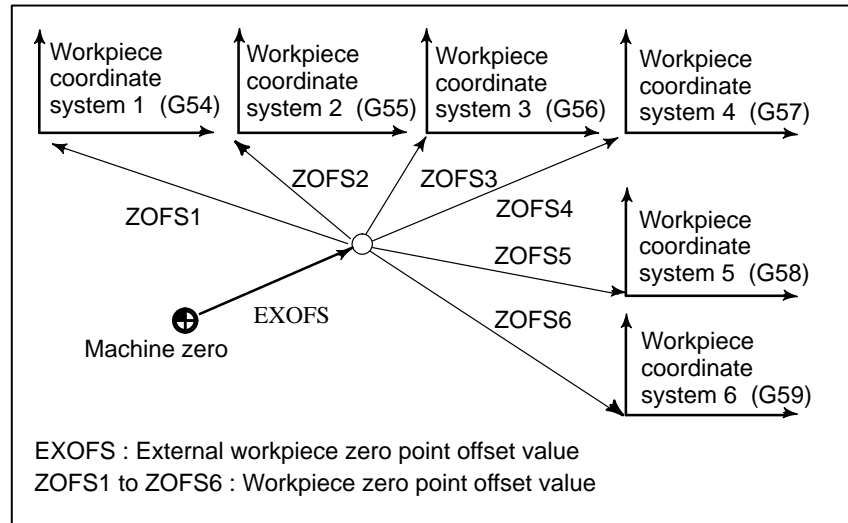 Workpiece
coordinate
system 1 (G54)
Workpiece
coordinate
system 2 (G55)
Workpiece
coordinate
system 3 (G56)
Workpiece
coordinate
system 4 (G57)
ZOFS1
ZOFS2
ZOFS3
ZOFS4
ZOFS5
ZOFS6
Workpiece
coordinate
system 5 (G58)
EXOFS
Machine zero
Workpiece
coordinate
system 6 (G59)
EXOFS : External workpiece zero point offset value
ZOFS1 to ZOFS6 : Workpiece zero point offset value